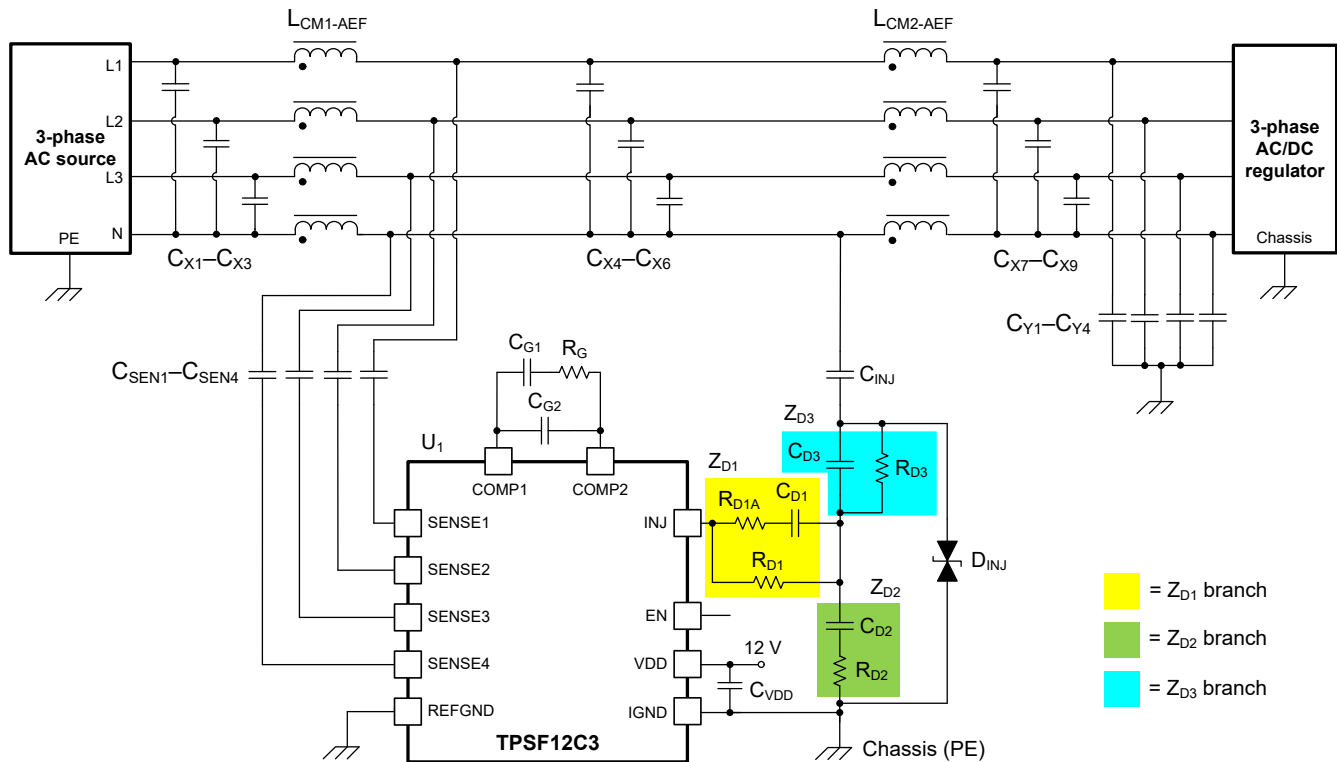 LCM1-AEF
LCM2-AEF
L1
L2
L3
N
PE
3-phase
AC source
3-phase
AC/DC
regulator
Chassis
CX1–CX3
CX4–CX6
CX7–CX9
CY1–CY4
CSEN1–CSEN4
CG1
RG
CG2
CINJ
ZD3
CD3
RD3
U1
COMP1
COMP2
ZD1
RD1A
CD1
RD1
INJ
SENSE1
SENSE2
SENSE3
SENSE4
REFGND
EN
VDD
IGND
12 V
CVDD
ZD2
CD2
RD2
DINJ
= ZD1 branch
= ZD2 branch
= ZD3 branch
TPSF12C3
Chassis (PE)